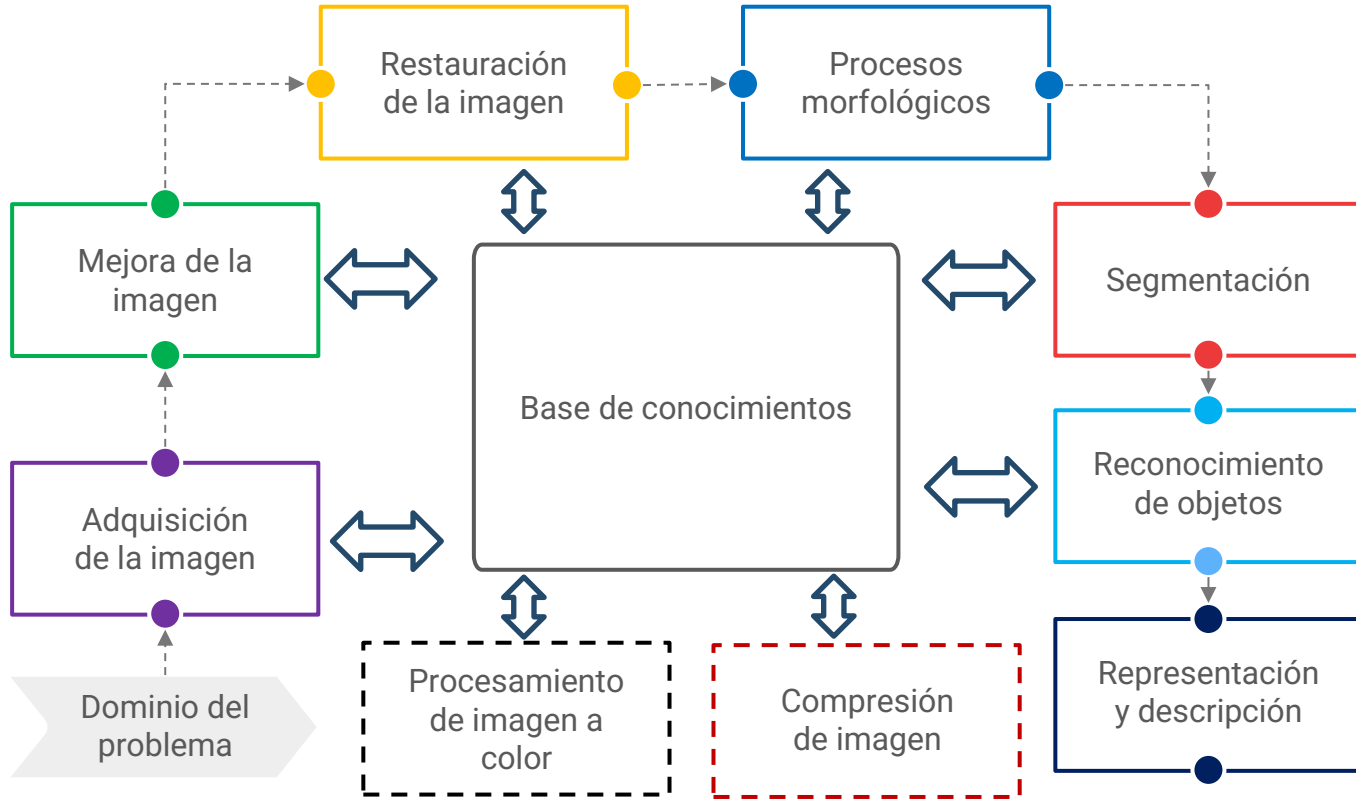 Restauración
de la imagen
Procesos
morfológicos
Mejora de la
imagen
Segmentación
Base de conocimientos
Adquisición
de la imagen
Reconocimiento
de objetos
Dominio del
problema
Procesamiento
de imagen a
color
Compresión
de imagen
Representación
y descripción